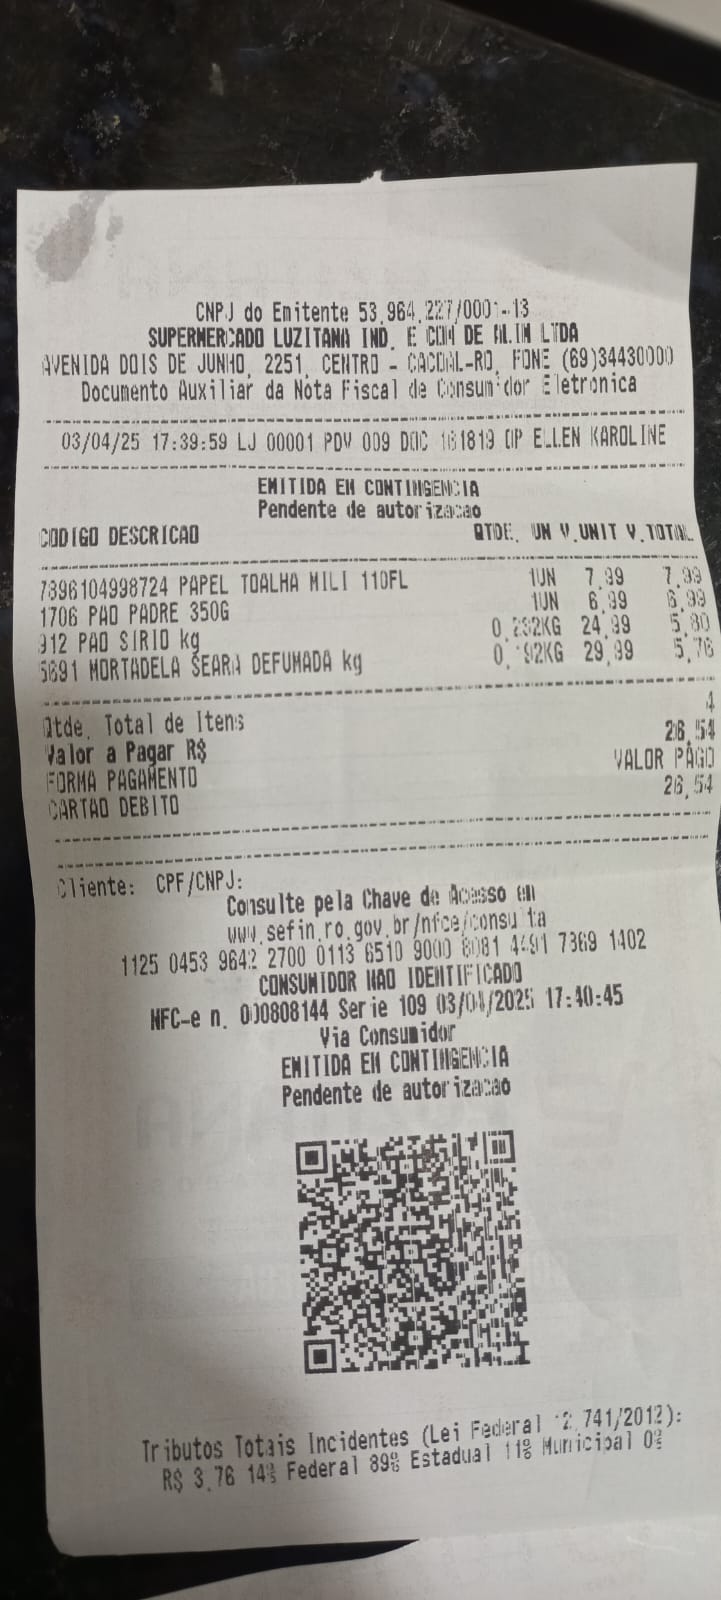 CNPJ do Emitente 53.964.227/0001-13
SUPERMERCADO LUZITANA IND. E COM DE ALIM LTDA
AVENIDA DOIS DE JUNHO, 2251, CENTRO - CACOAL-RO, FONE (69)34430000
Documento Auxiliar da Nota Fiscal de Consumidor Eletronica
03/04/25 17:39:59 LJ 00001 PDV 009 DOC 161819 OP ELLEN KAROLINE
EMITIDA EM CONTINGENCIA
Pendente de autorizacao
CODIGO DESCRICAO QTDE. UN V.UNIT V.TOTAL
7896104998724 PAPEL TOALHA MILI 110FL 1UN 7,99 7,99
1706 PAO PADRE 350G 1UN 6,99 6,99
912 PAO SIRIO kg 0,232KG 24,99 5,80
5691 MORTADELA SEARA DEFUMADA kg 0,192KG 29,99 5,76
Qtde. Total de Itens 4
Valor a Pagar R$ 26,54
FORMA PAGAMENTO VALOR PAGO
CARTAO DEBITO 26,54
Cliente: CPF/CNPJ:
Consulte pela Chave de Acesso em
www.sefin.ro.gov.br/nfce/consulta
1125 0453 9642 2700 0113 6510 9000 8081 4491 7369 1402
CONSUMIDOR NAO IDENTIFICADO
NFC-e n. 000808144 Serie 109 03/04/2025 17:40:45
Via Consumidor
EMITIDA EM CONTINGENCIA
Pendente de autorizacao
Tributos Totais Incidentes (Lei Federal 12.741/2012):
R$ 3,76 14% Federal 89% Estadual 11% Municipal 0%